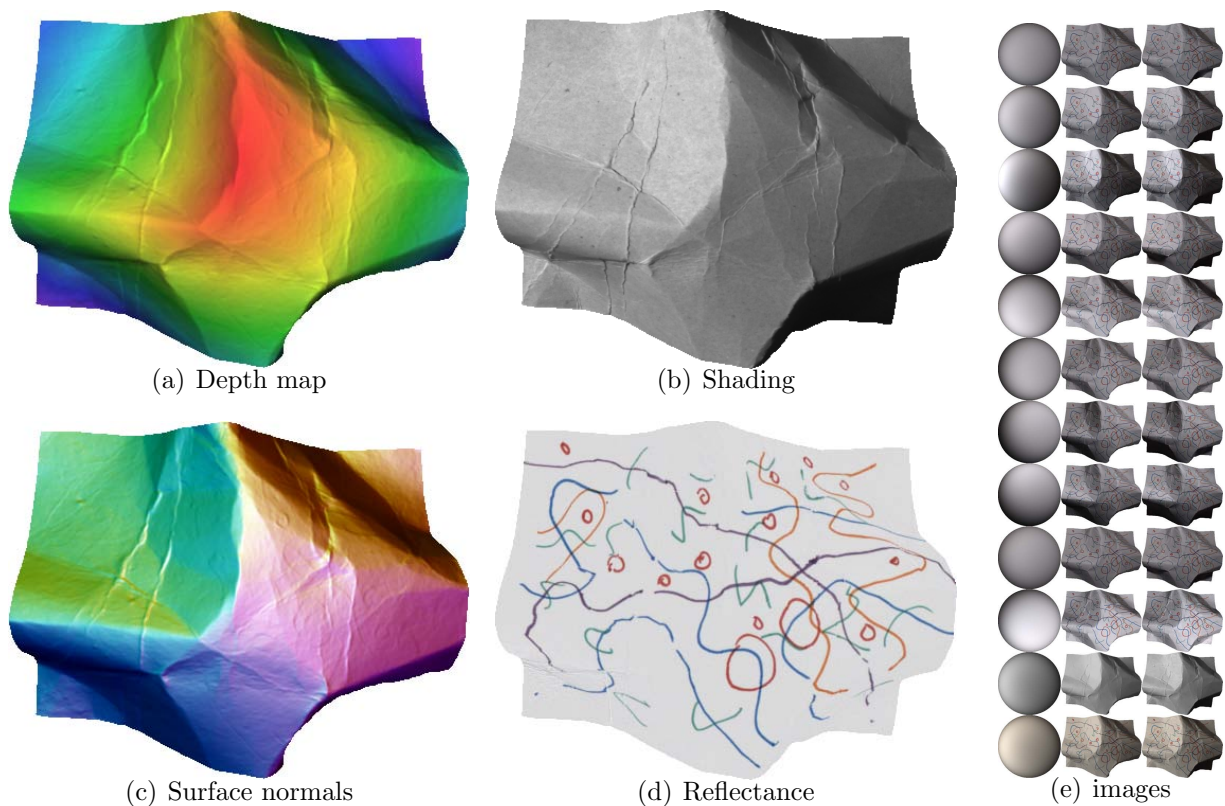 (a) Depth map
(b) Shading
(c) Surface normals
(d) Reflectance
(e) images